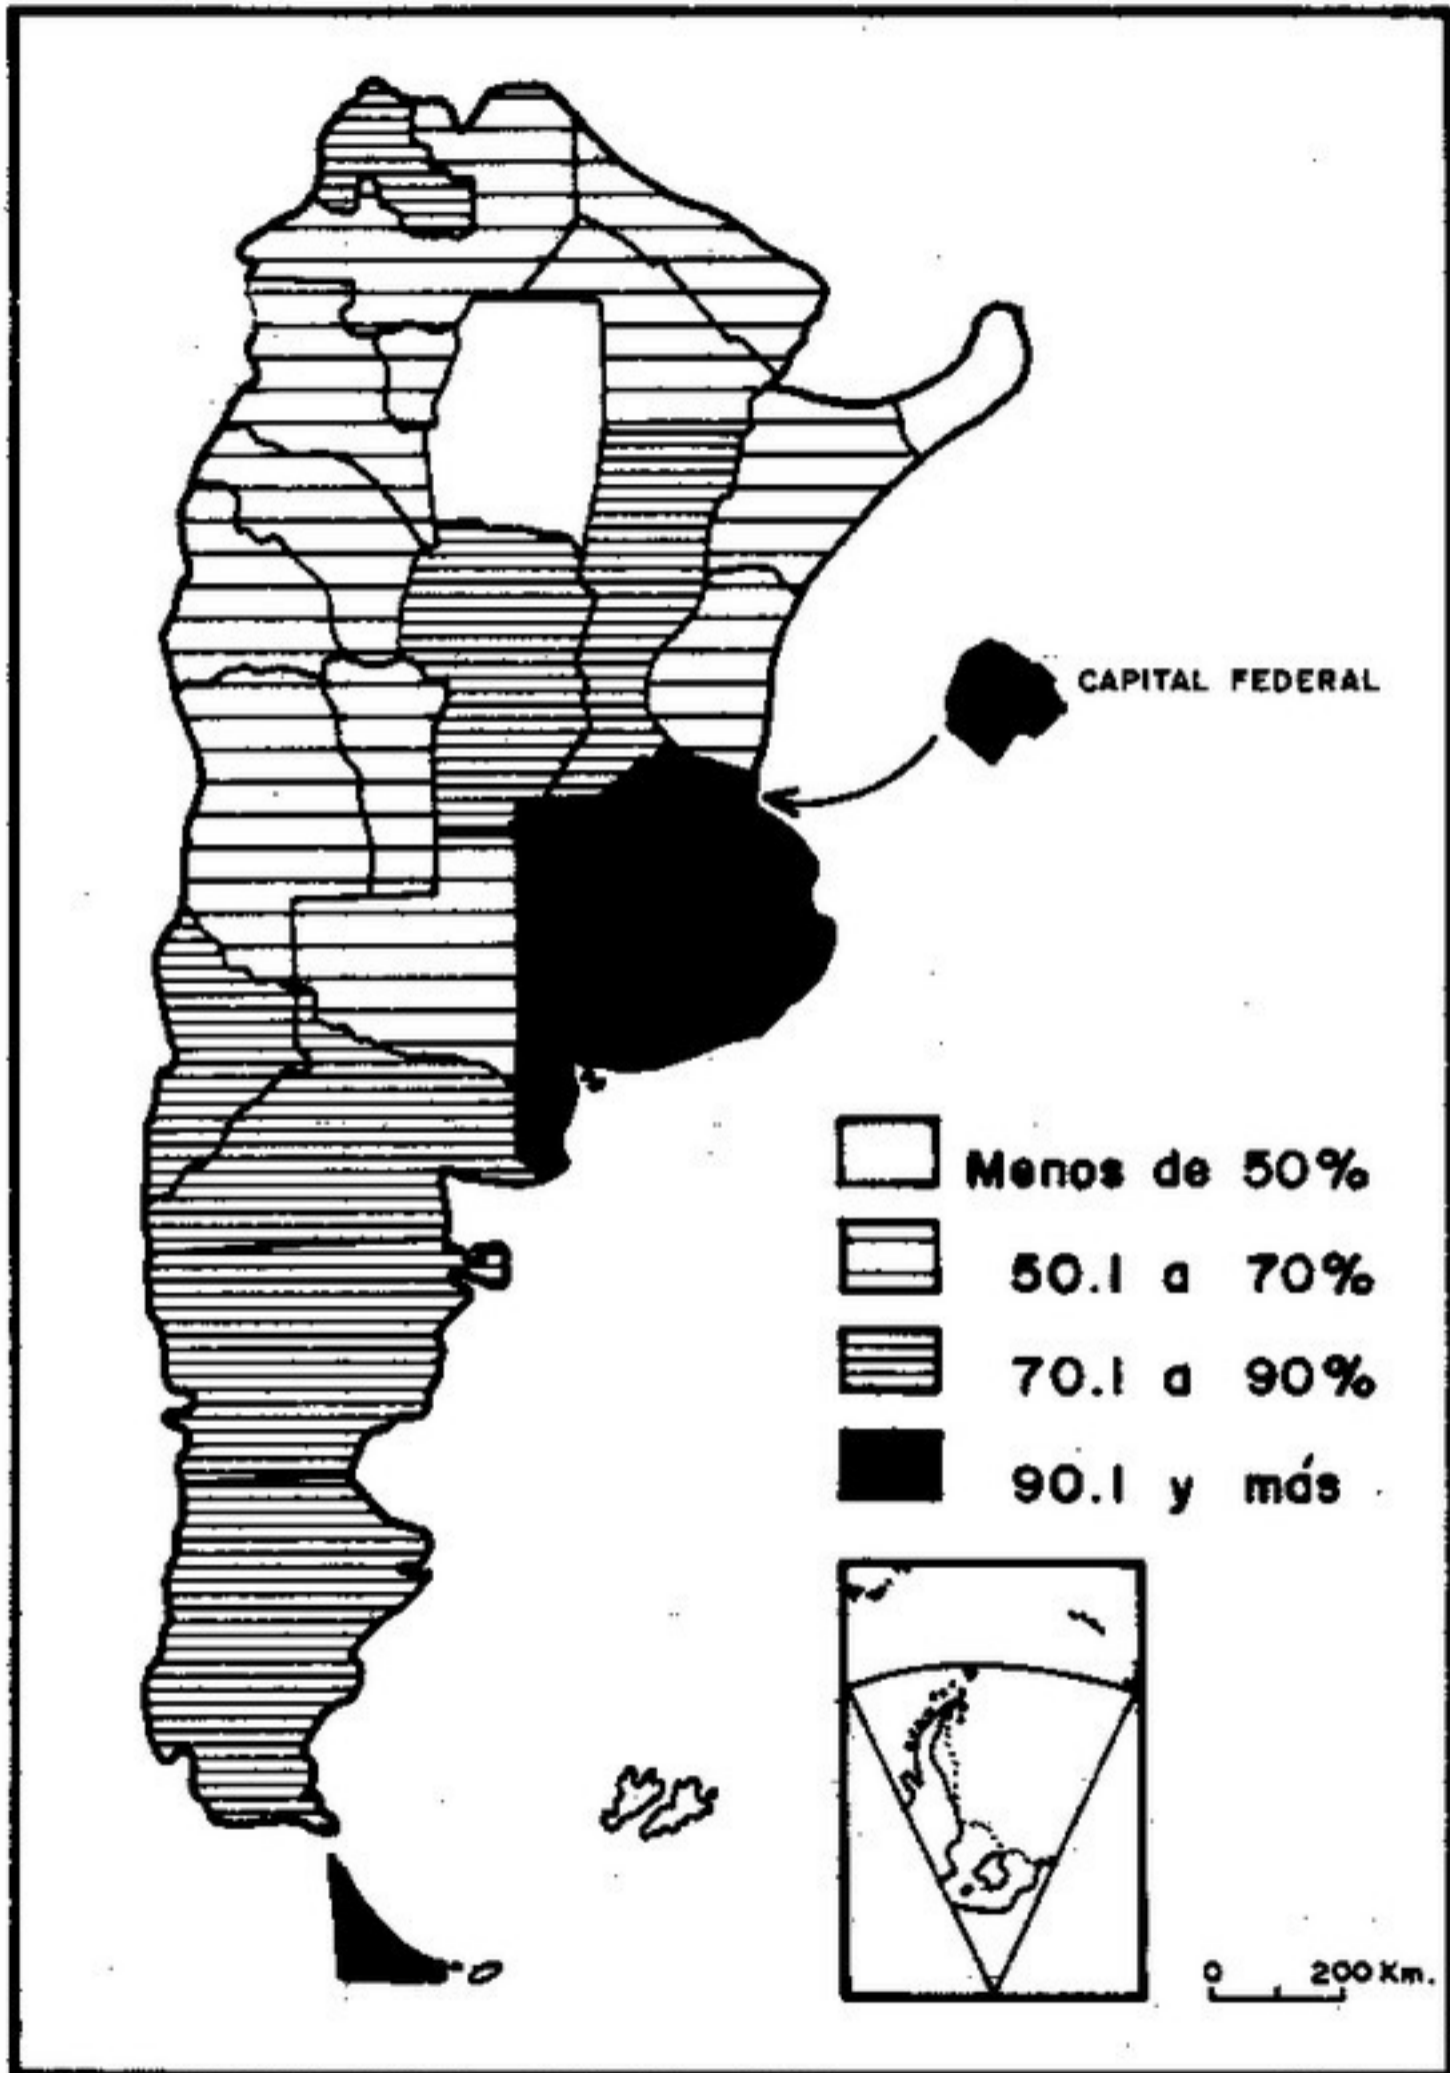 CAPITAL FEDERAL
Menos de 50%
50.1 a 70%
70.1 a 90%
90.1 y más
0 200 Km.